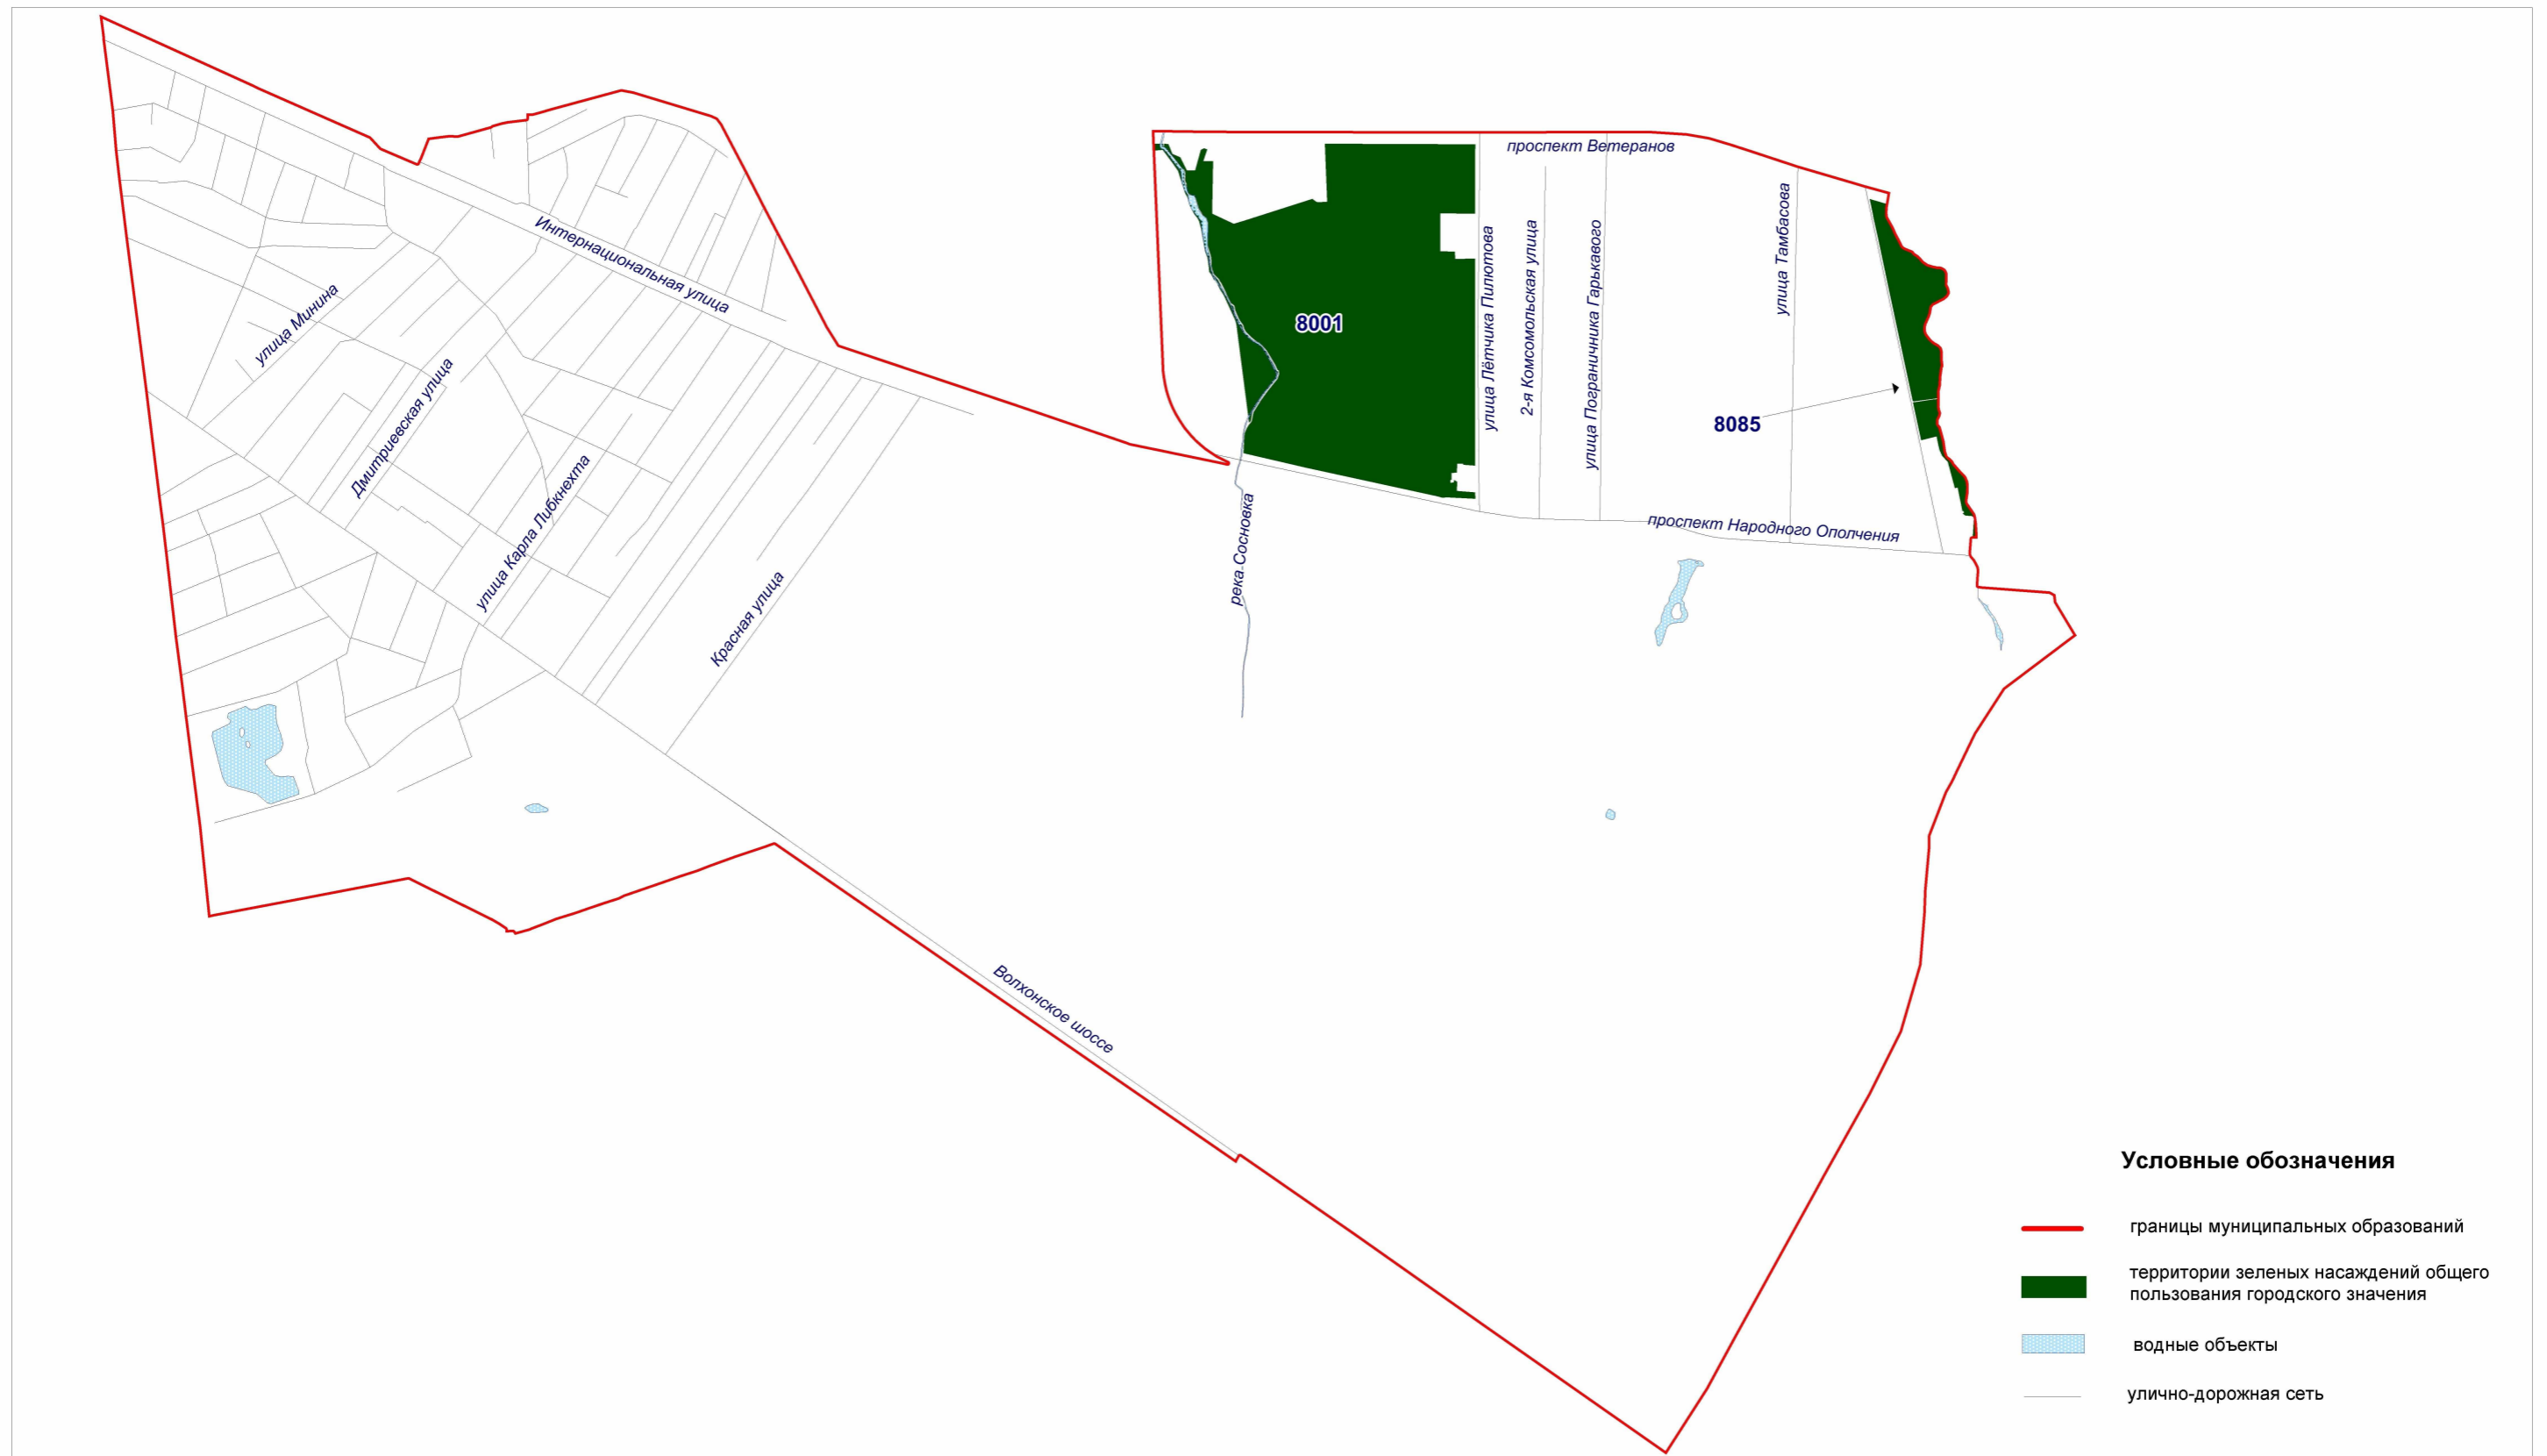 проспект Ветеранов
Интернациональная улица
улица Минина
Дмитриевская улица
улица Карла Либкнехта
Красная улица
8001
улица Лётчика Пилютова
2-я Комсомольская улица
улица Пограничника Гарькавого
улица Тамбасова
8085
река Сосновка
проспект Народного Ополчения
Волхонское шоссе
Условные обозначения
границы муниципальных образований
территории зеленых насаждений общего
пользования городского значения
водные объекты
улично-дорожная сеть